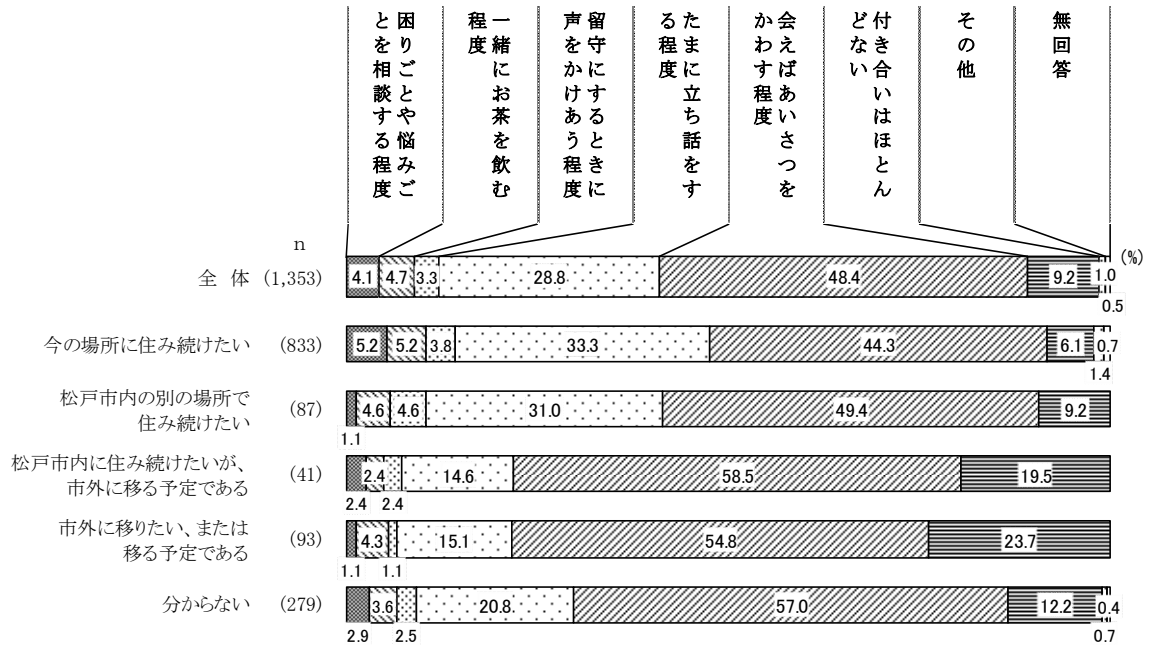 困りごとや悩みご
とを相談する程度
一緒にお茶を飲む
程度
留守にするときに
声をかけあう程度
たまに立ち話をす
る程度
会えばあいさつを
かわす程度
付き合いはほとん
どない
その他
無回答
n
(%)
全 体 (1,353) 4.1 4.7 3.3 28.8 48.4 9.2 1.0
0.5
今の場所に住み続けたい (833) 5.2 5.2 3.8 33.3 44.3 6.1 0.7
1.4
松戸市内の別の場所で
住み続けたい
(87) 4.6 4.6 31.0 49.4 9.2
1.1
松戸市内に住み続けたいが、
市外に移る予定である
(41) 2.4 14.6 58.5 19.5
2.4 2.4
市外に移りたい、または
移る予定である
(93) 4.3 15.1 54.8 23.7
1.1 1.1
分からない (279) 3.6 20.8 57.0 12.2 0.4
2.9 2.5 0.7